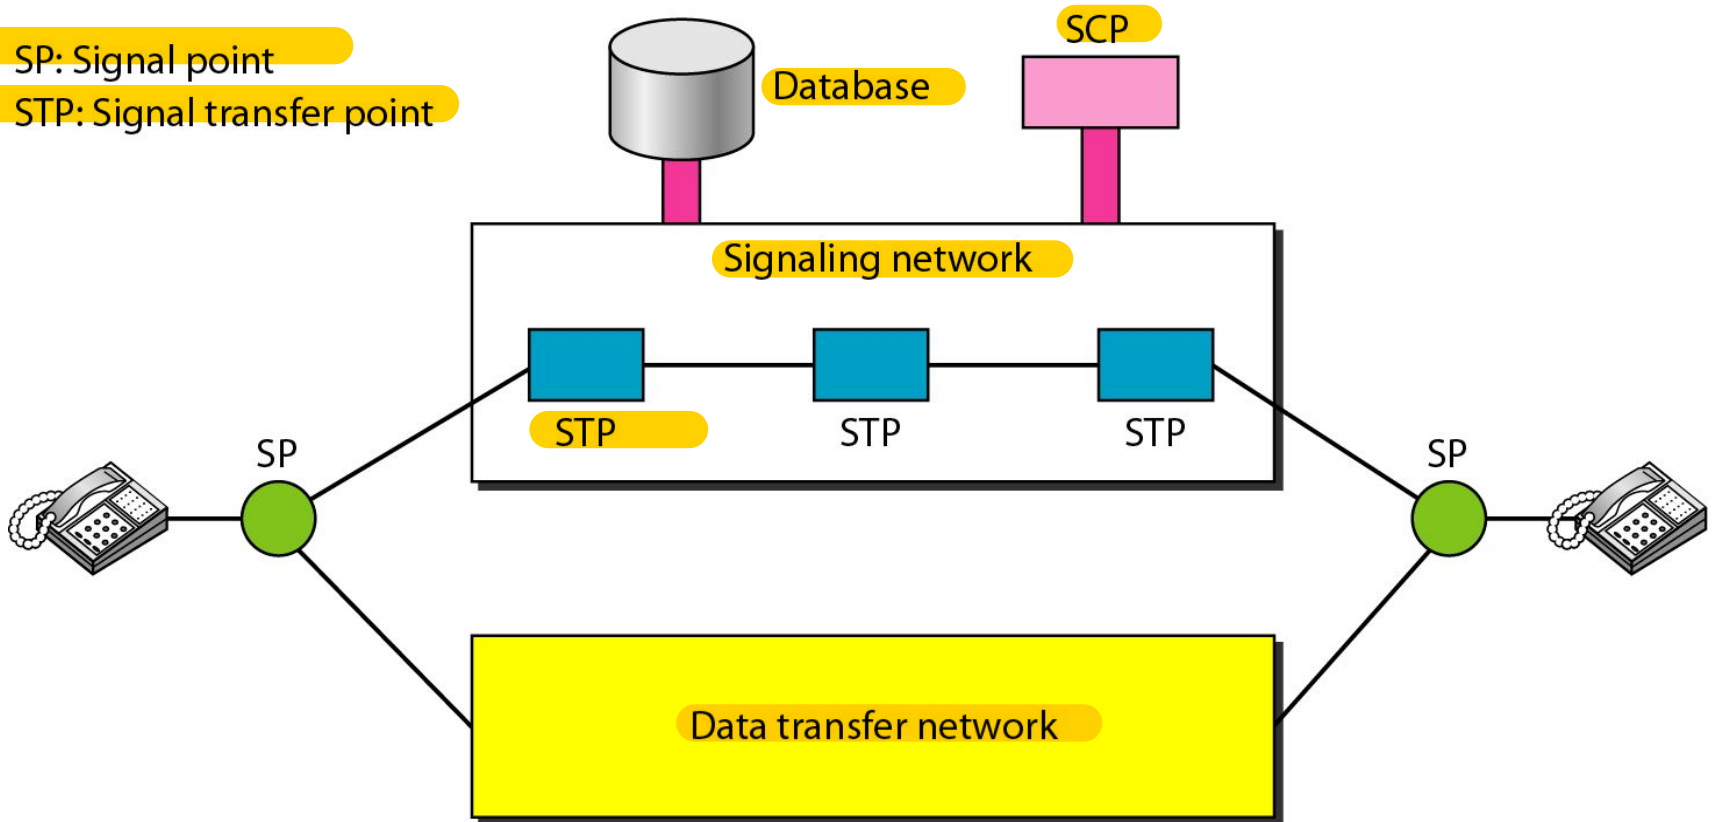 SP: Signal point
STP: Signal transfer point
Database
SCP
Signaling network
STP
STP
STP
SP
SP
Data transfer network